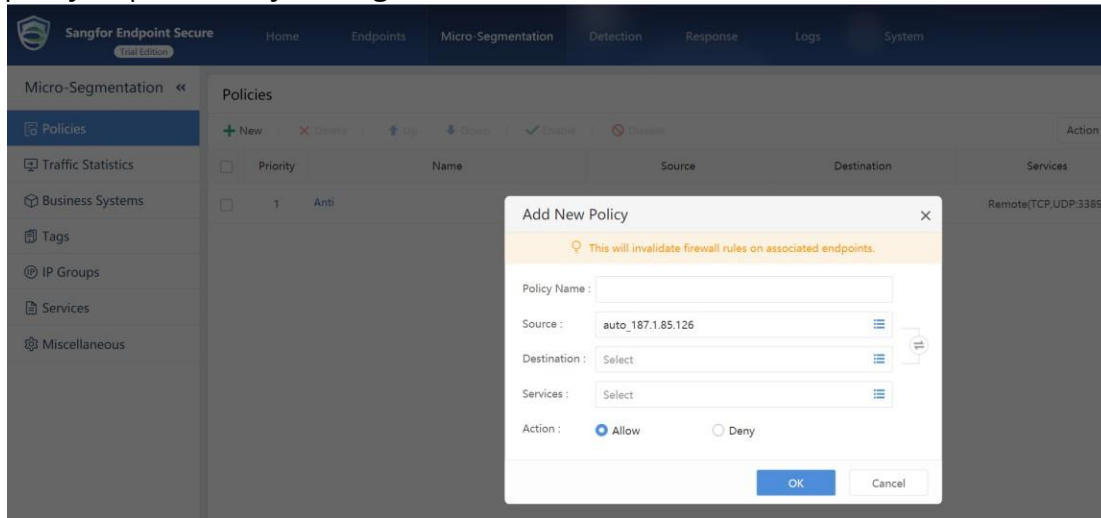 Sangfor Endpoint Secure
Trial Edition
Home Endpoints Micro-Segmentation Detection Response Logs System
Micro-Segmentation «
Policies
New Delete Up Down Enable Disable Action
Policies
Traffic Statistics
Business Systems
Tags
IP Groups
Services
Miscellaneous
Priority Name Source Destination Services
1 Anti Remote(TCP,UDP:3389
Add New Policy
This will invalidate firewall rules on associated endpoints.
Policy Name :
Source : auto_187.1.85.126
Destination : Select
Services : Select
Action : Allow Deny
OK Cancel